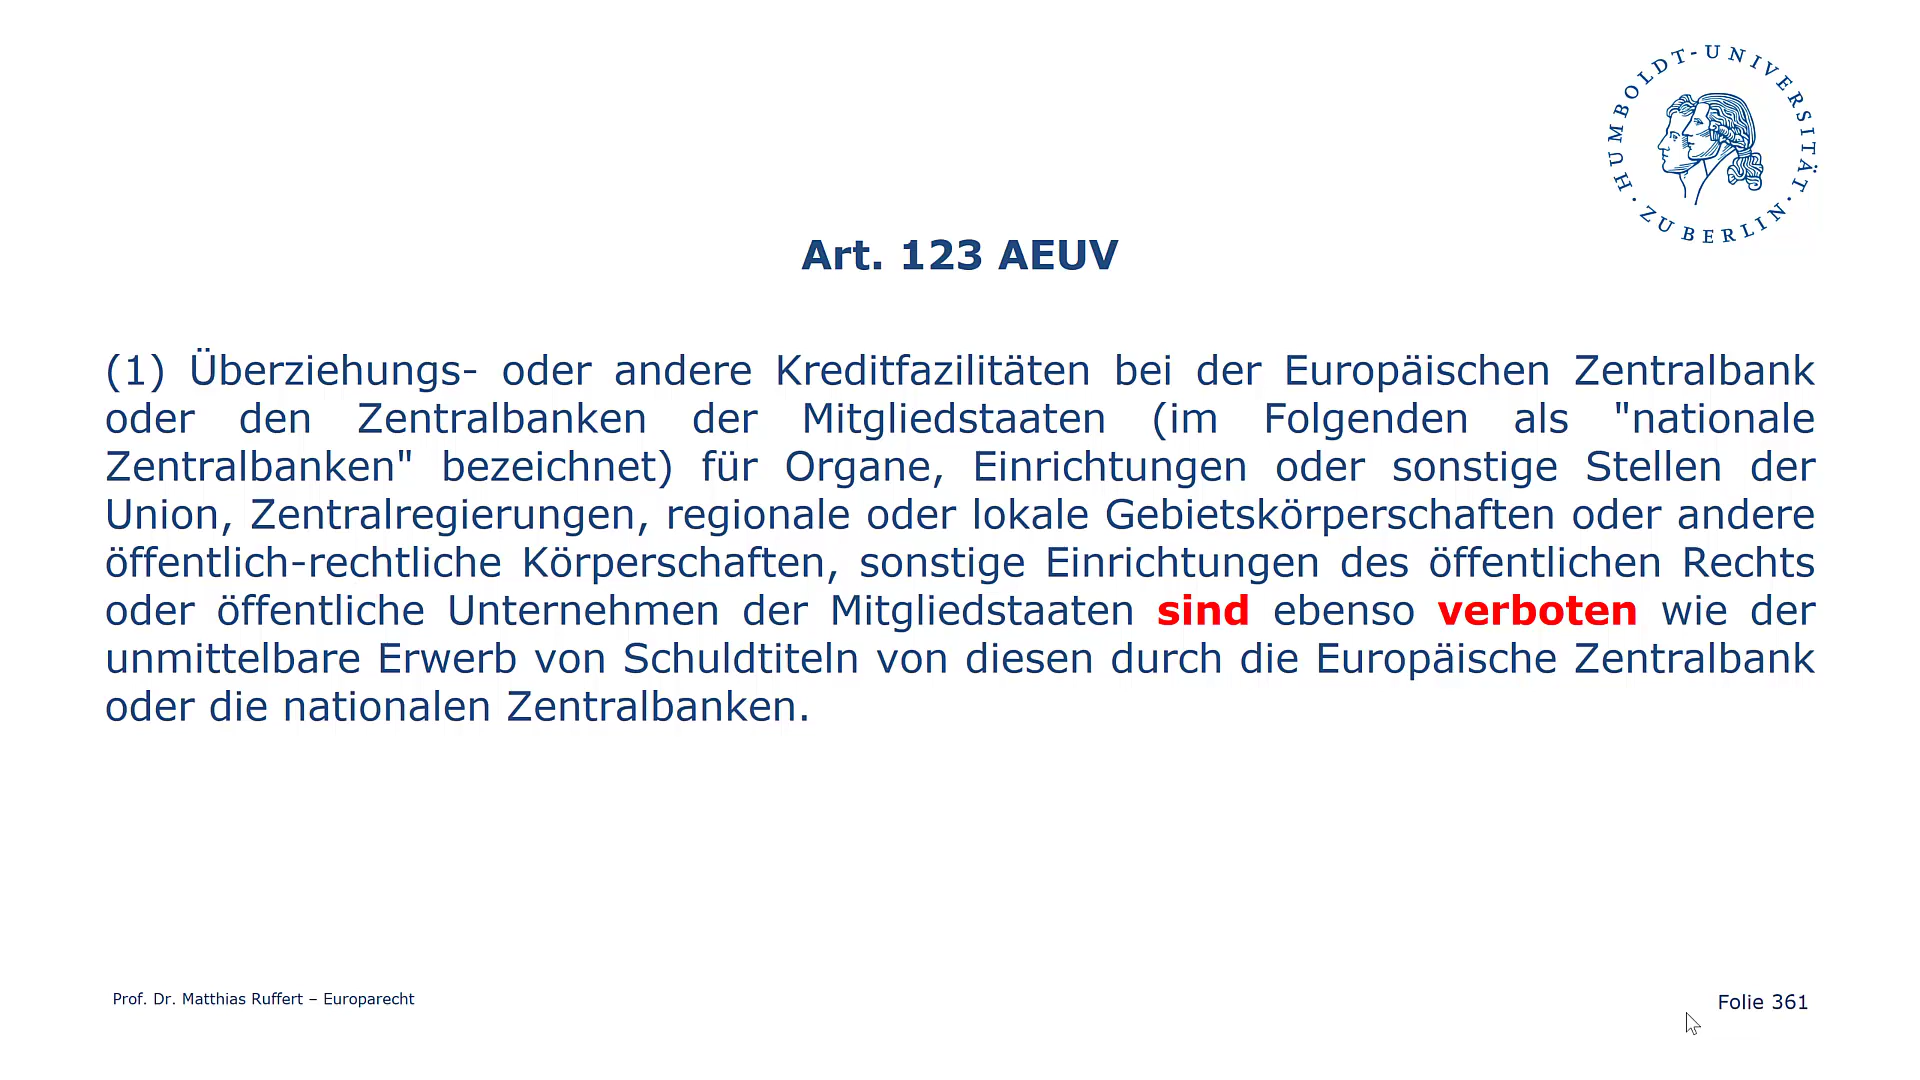 HUMBOLDT-UNIVERSITÄT · ZU BERLIN ·
Art. 123 AEUV
(1) Überziehungs- oder andere Kreditfazilitäten bei der Europäischen Zentralbank
oder den Zentralbanken der Mitgliedstaaten (im Folgenden als "nationale
Zentralbanken" bezeichnet) für Organe, Einrichtungen oder sonstige Stellen der
Union, Zentralregierungen, regionale oder lokale Gebietskörperschaften oder andere
öffentlich-rechtliche Körperschaften, sonstige Einrichtungen des öffentlichen Rechts
oder öffentliche Unternehmen der Mitgliedstaaten sind ebenso verboten wie der
unmittelbare Erwerb von Schuldtiteln von diesen durch die Europäische Zentralbank
oder die nationalen Zentralbanken.
Prof. Dr. Matthias Ruffert – Europarecht
Folie 361